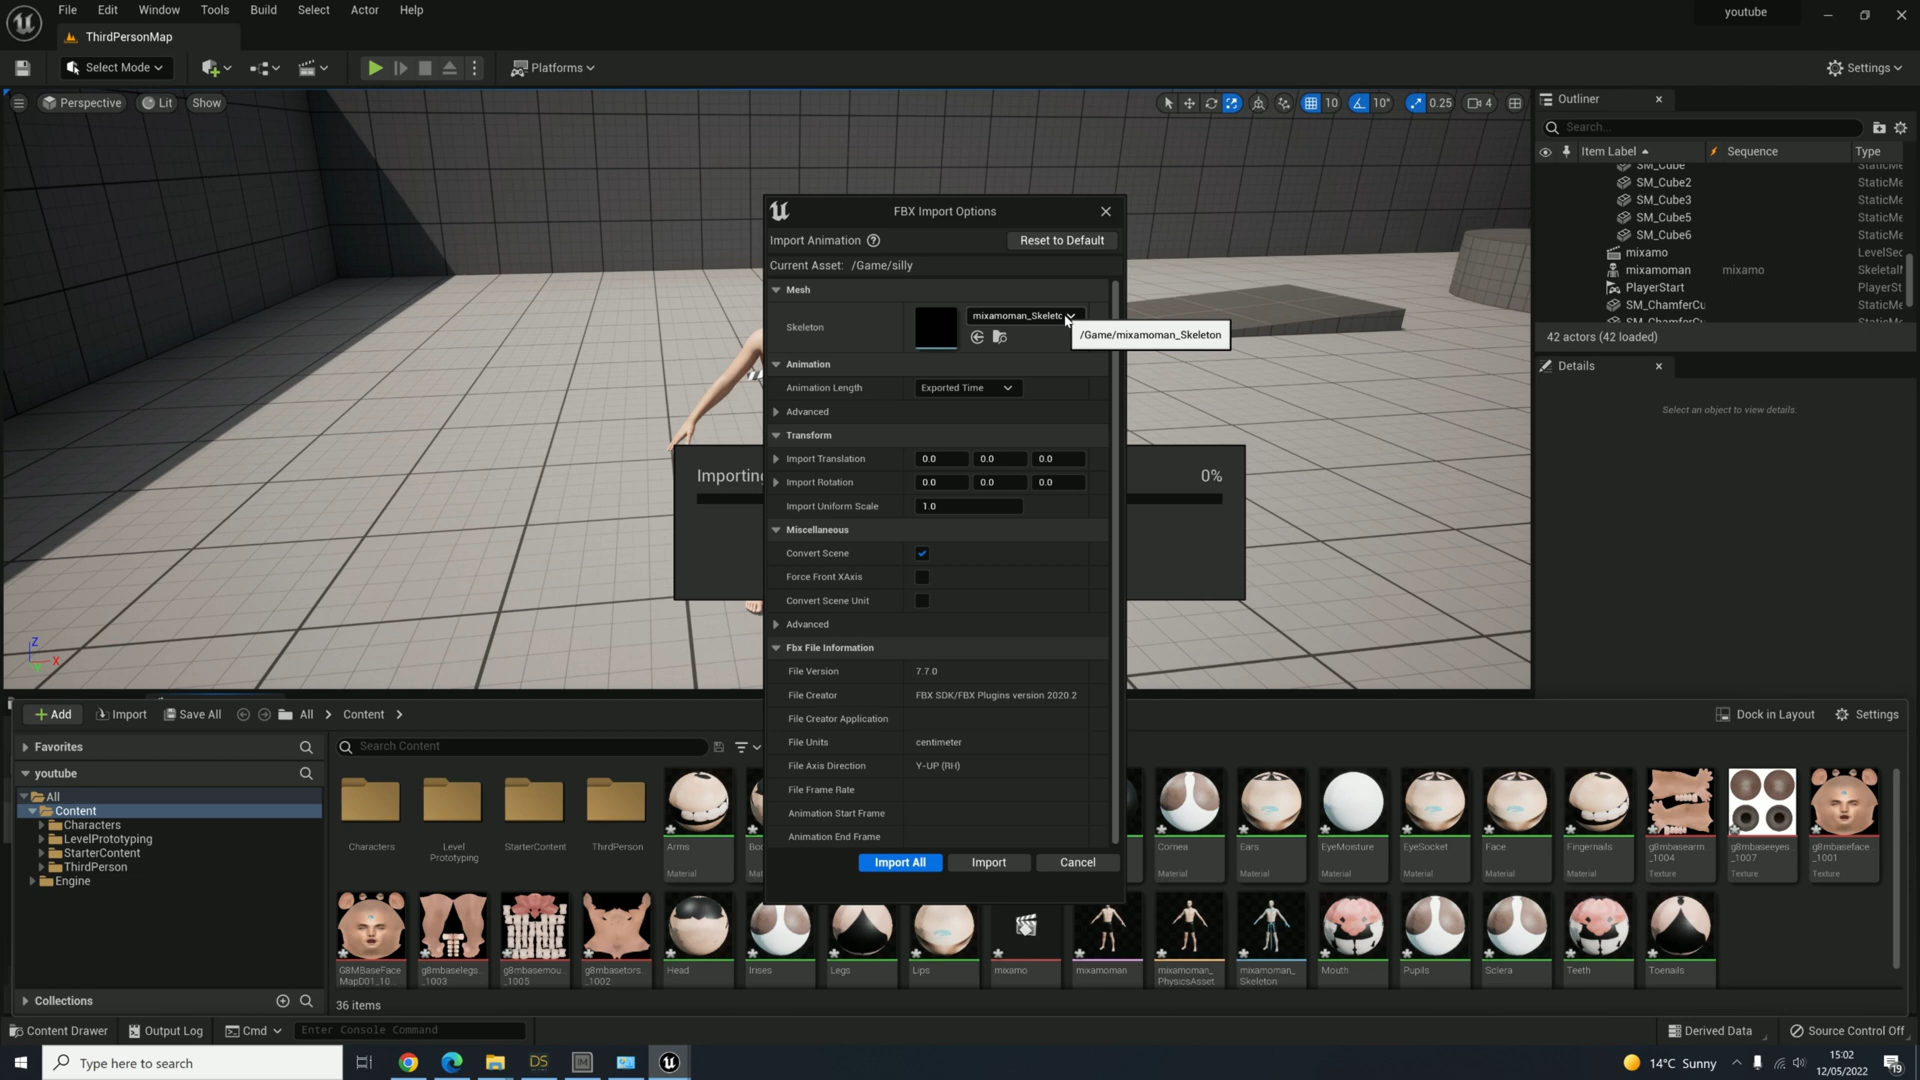 File Edit Window Tools Build Select Actor Help
youtube
ThirdPersonMap
Select Mode
Platforms
Settings
Perspective Lit Show
10 10° 0.25 4
Outliner
Search...
Item Label Sequence Type
SM_Cube StaticMe
SM_Cube2 StaticMe
SM_Cube3 StaticMe
SM_Cube5 StaticMe
SM_Cube6 StaticMe
mixamo LevelSec
mixamoman mixamo
PlayerStart PlayerSt
SM_ChamferCu StaticMe
42 actors (42 loaded)
Details
Select an object to view details.
FBX Import Options
Import Animation ? Reset to Default
Current Asset: /Game/silly
Mesh
Skeleton
mixamoman_Skeletc
/Game/mixamoman_Skeleton
Animation
Animation Length Exported Time
Advanced
Transform
Import Translation 0.0 0.0 0.0
Import Rotation 0.0 0.0 0.0
Import Uniform Scale 1.0
Miscellaneous
Convert Scene
Force Front XAxis
Convert Scene Unit
Advanced
Fbx File Information
File Version 7.7.0
File Creator FBX SDK/FBX Plugins version 2020.2
File Creator Application
File Units centimeter
File Axis Direction Y-UP (RH)
File Frame Rate
Animation Start Frame
Animation End Frame
Import All Import Cancel
Importing 0%
Add Import Save All All Content
Dock in Layout Settings
Favorites
youtube
All
Content
Characters
LevelPrototyping
StarterContent
ThirdPerson
Engine
Collections
Search Content
Characters
Level
Prototyping
StarterContent
ThirdPerson
Arms
Material
Cornea
Material
Ears
Material
EyeMoisture
Material
EyeSocket
Material
Face
Material
Fingernails
Material
g8mbasearm...
_1004
Texture
g8mbaseeyes...
_1007
Texture
g8mbaseface...
_1001
Texture
G8MBaseFace
MapD01_10...
g8mbaselegs...
_1003
g8mbasemou...
_1005
g8mbasetors...
_1002
Head
Irises
Legs
Lips
mixamo
mixamoman
mixamoman_
PhysicsAsset
mixamoman_
Skeleton
Mouth
Pupils
Sclera
Teeth
Toenails
36 items
Content Drawer Output Log Cmd Enter Console Command
Derived Data Source Control Off
Type here to search
DS
14°C Sunny
15:02
12/05/2022
19